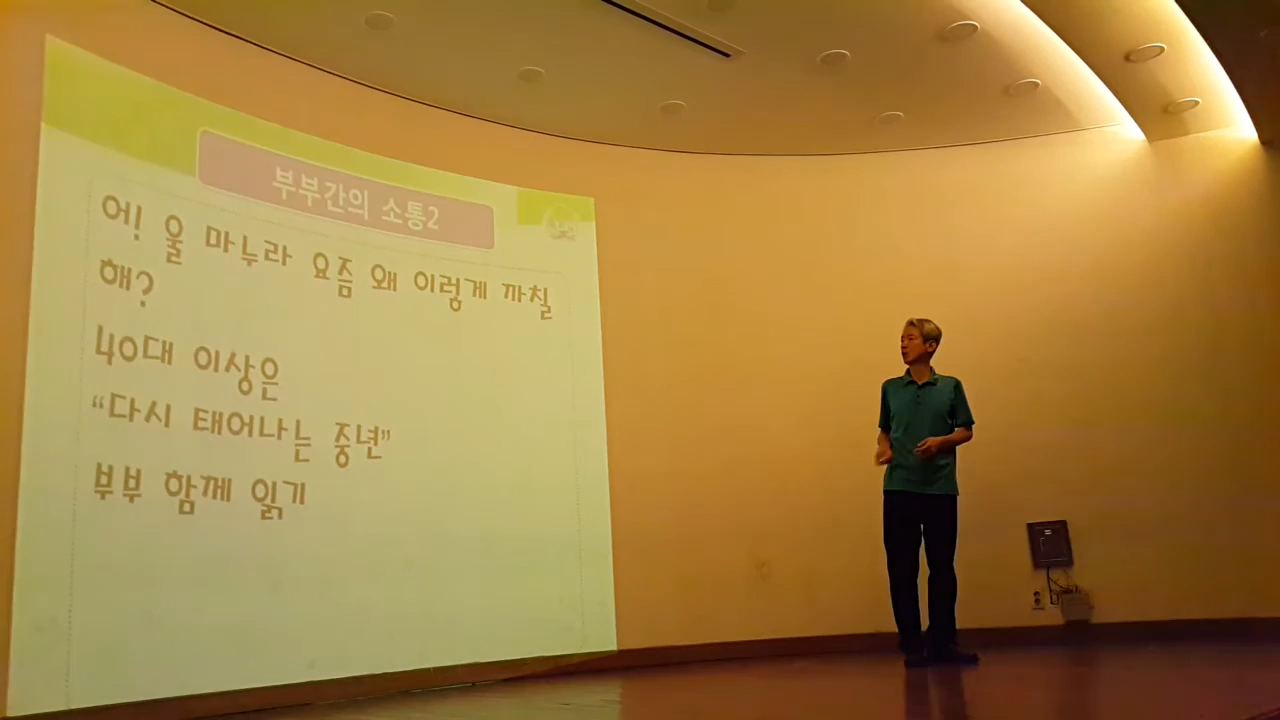 부부간의 소통2
어! 울 마누라 요즘 왜 이렇게 까칠
해?
40대 이상은
“다시 태어나는 중년”
부부 함께 읽기